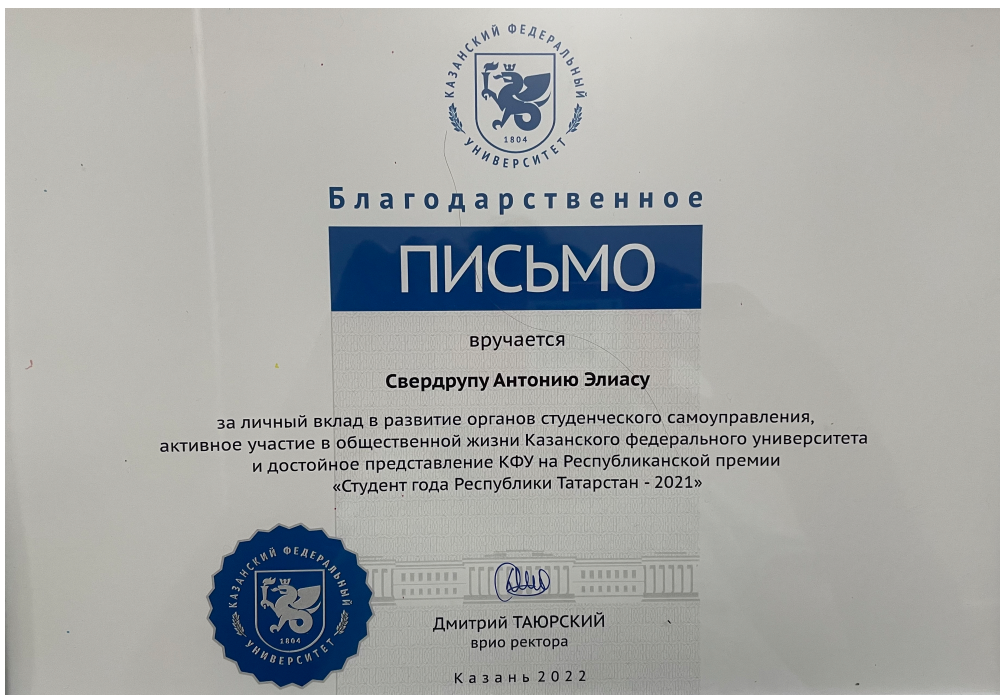 КАЗАНСКИЙ ФЕДЕРАЛЬНЫЙ
УНИВЕРСИТЕТ
1804
Благодарственное
ПИСЬМО
вручается
Свердрупу Антонию Элиасу
за личный вклад в развитие органов студенческого самоуправления,
активное участие в общественной жизни Казанского федерального университета
и достойное представление КФУ на Республиканской премии
«Студент года Республики Татарстан - 2021»
КАЗАНСКИЙ ФЕДЕРАЛЬНЫЙ
УНИВЕРСИТЕТ
1804
Дмитрий ТАЮРСКИЙ
врио ректора
Казань 2022